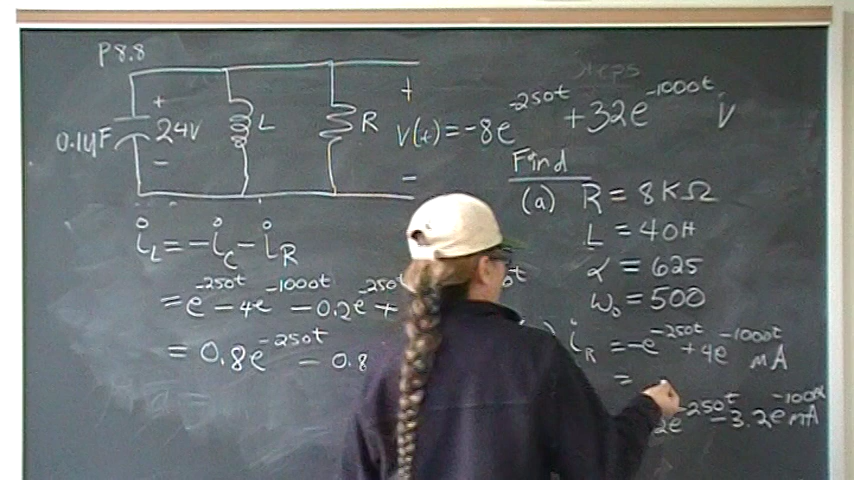 P8.8
Steps
0.1μF
+
24V
−
L
R
+
−
V(t) = -8e^-250t + 32e^-1000t V
Find
(a) R = 8KΩ
L = 40H
α = 625
ω₀ = 500
i_L = -i_C - i_R
= e^-250t - 4e^-1000t - 0.2e^-250t +
= 0.8e^-250t - 0.8
i_R = -e^-250t + 4e^-1000t mA
=
2e^-250t - 3.2e^-1000t mA